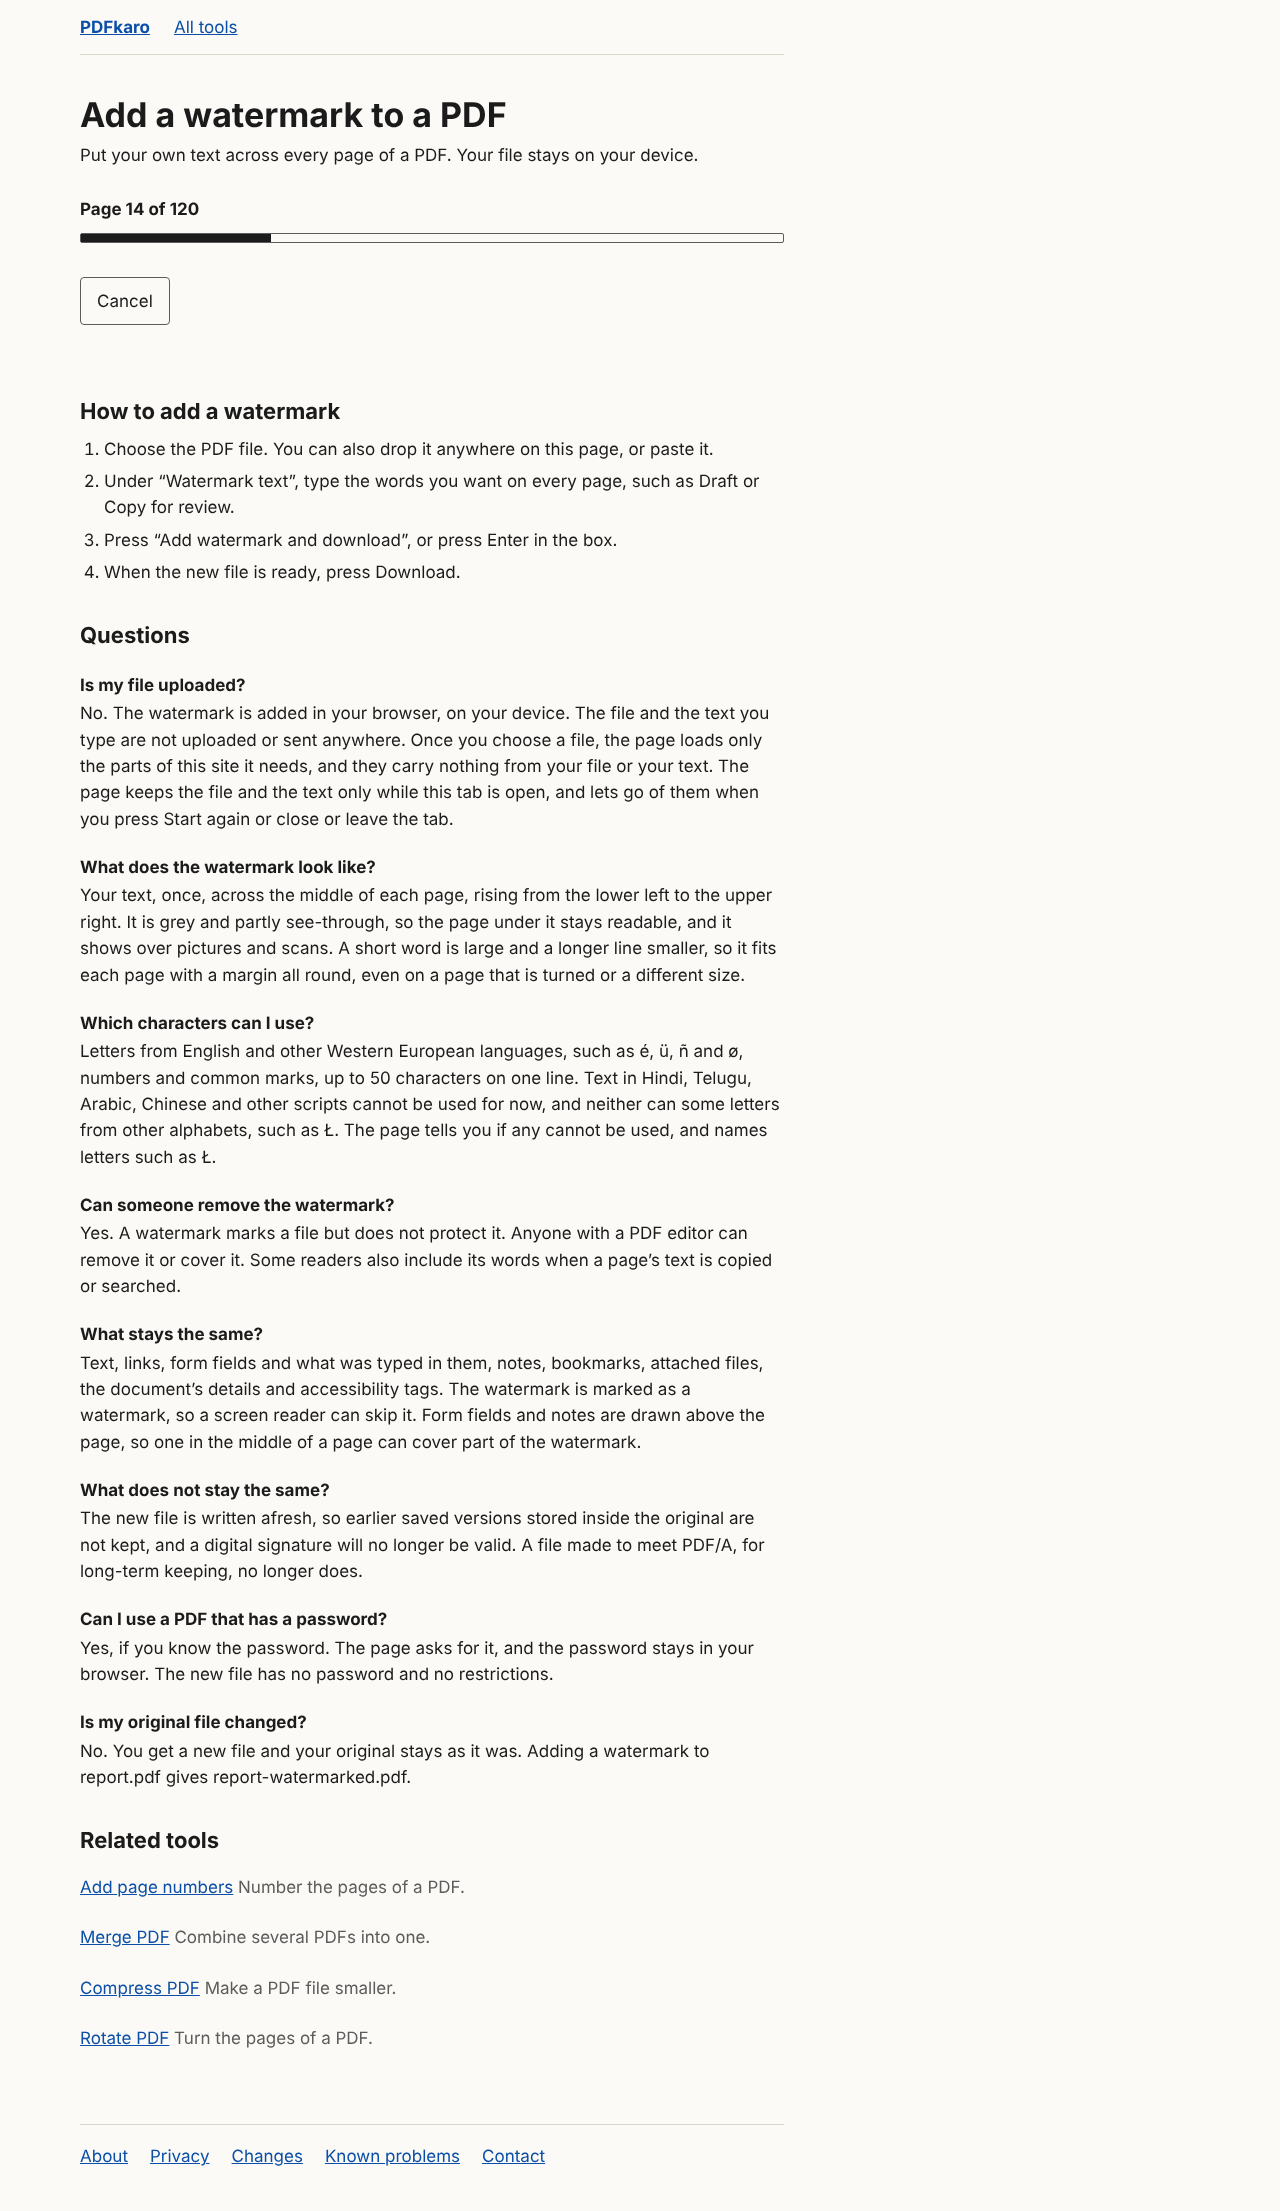 PDFkaro All tools
Add a watermark to a PDF
Put your own text across every page of a PDF. Your file stays on your device.
Page 14 of 120
Cancel
How to add a watermark
1. Choose the PDF file. You can also drop it anywhere on this page, or paste it.
2. Under “Watermark text”, type the words you want on every page, such as Draft or
Copy for review.
3. Press “Add watermark and download”, or press Enter in the box.
4. When the new file is ready, press Download.
Questions
Is my file uploaded?
No. The watermark is added in your browser, on your device. The file and the text you
type are not uploaded or sent anywhere. Once you choose a file, the page loads only
the parts of this site it needs, and they carry nothing from your file or your text. The
page keeps the file and the text only while this tab is open, and lets go of them when
you press Start again or close or leave the tab.
What does the watermark look like?
Your text, once, across the middle of each page, rising from the lower left to the upper
right. It is grey and partly see-through, so the page under it stays readable, and it
shows over pictures and scans. A short word is large and a longer line smaller, so it fits
each page with a margin all round, even on a page that is turned or a different size.
Which characters can I use?
Letters from English and other Western European languages, such as é, ü, ñ and ø,
numbers and common marks, up to 50 characters on one line. Text in Hindi, Telugu,
Arabic, Chinese and other scripts cannot be used for now, and neither can some letters
from other alphabets, such as Ł. The page tells you if any cannot be used, and names
letters such as Ł.
Can someone remove the watermark?
Yes. A watermark marks a file but does not protect it. Anyone with a PDF editor can
remove it or cover it. Some readers also include its words when a page’s text is copied
or searched.
What stays the same?
Text, links, form fields and what was typed in them, notes, bookmarks, attached files,
the document’s details and accessibility tags. The watermark is marked as a
watermark, so a screen reader can skip it. Form fields and notes are drawn above the
page, so one in the middle of a page can cover part of the watermark.
What does not stay the same?
The new file is written afresh, so earlier saved versions stored inside the original are
not kept, and a digital signature will no longer be valid. A file made to meet PDF/A, for
long-term keeping, no longer does.
Can I use a PDF that has a password?
Yes, if you know the password. The page asks for it, and the password stays in your
browser. The new file has no password and no restrictions.
Is my original file changed?
No. You get a new file and your original stays as it was. Adding a watermark to
report.pdf gives report-watermarked.pdf.
Related tools
Add page numbers Number the pages of a PDF.
Merge PDF Combine several PDFs into one.
Compress PDF Make a PDF file smaller.
Rotate PDF Turn the pages of a PDF.
About Privacy Changes Known problems Contact